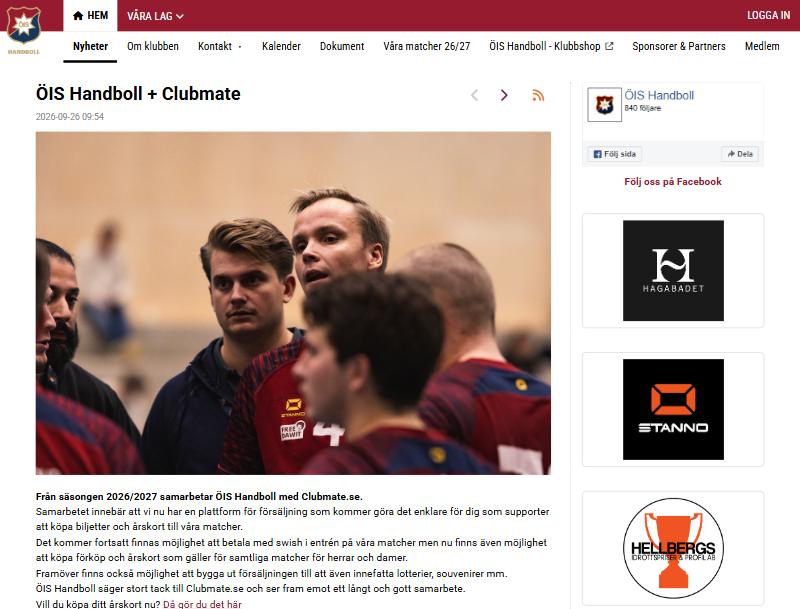 ÖIS
HANDBOLL
HEM
VÅRA LAG
LOGGA IN
Nyheter
Om klubben
Kontakt
Kalender
Dokument
Våra matcher 26/27
ÖIS Handboll - Klubbshop
Sponsorer & Partners
Medlem
ÖIS Handboll + Clubmate
2026-09-26 09:54
STANNO
FREE
DAWIT
4
Från säsongen 2026/2027 samarbetar ÖIS Handboll med Clubmate.se.
Samarbetet innebär att vi nu har en plattform för försäljning som kommer göra det enklare för dig som supporter
att köpa biljetter och årskort till våra matcher.
Det kommer fortsatt finnas möjlighet att betala med swish i entrén på våra matcher men nu finns även möjlighet
att köpa förköp och årskort som gäller för samtliga matcher för herrar och damer.
Framöver finns också möjlighet att bygga ut försäljningen till att även innefatta lotterier, souvenirer mm.
ÖIS Handboll säger stort tack till Clubmate.se och ser fram emot ett långt och gott samarbete.
Vill du köpa ditt årskort nu? Då gör du det här
ÖIS Handboll
840 följare
Följ sida
Dela
Följ oss på Facebook
H
HAGABADET
STANNO
HELLBERGS
IDROTTSPRISER & PROFIL AB